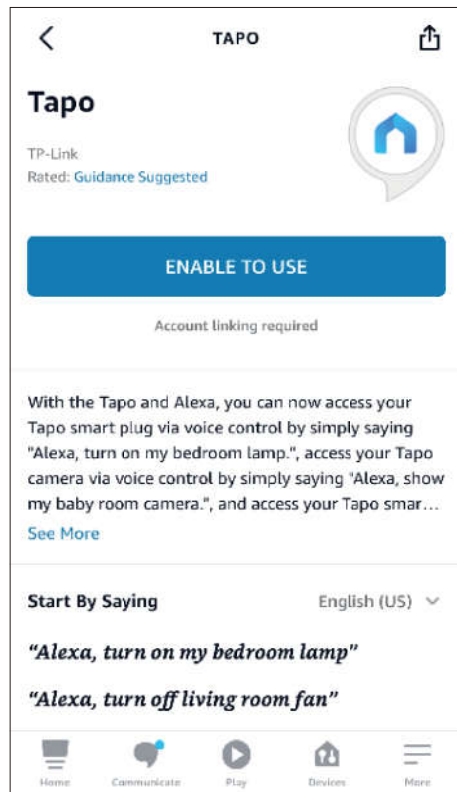 TAPO
Tapo
TP-Link
Rated: Guidance Suggested
ENABLE TO USE
Account linking required
With the Tapo and Alexa, you can now access your
Tapo smart plug via voice control by simply saying
"Alexa, turn on my bedroom lamp.", access your Tapo
camera via voice control by simply saying "Alexa, show
my baby room camera.", and access your Tapo smar...
See More
Start By Saying English (US)
“Alexa, turn on my bedroom lamp”
“Alexa, turn off living room fan”
Home Communicate Play Devices More